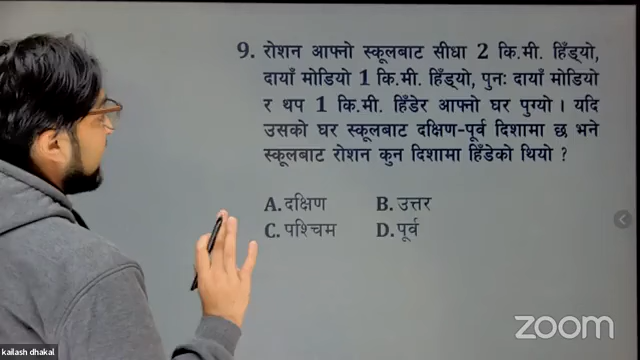 9. रोशन आफ्नो स्कूलबाट सीधा 2 कि.मी. हिँड्यो,
दायाँ मोडियो 1 कि.मी. हिँड्यो, पुनः दायाँ मोडियो
र थप 1 कि.मी. हिँडेर आफ्नो घर पुग्यो । यदि
उसको घर स्कूलबाट दक्षिण-पूर्व दिशामा छ भने
स्कूलबाट रोशन कुन दिशामा हिँडेको थियो ?
A. दक्षिण B. उत्तर
C. पश्चिम D. पूर्व
zoom
kailash dhakal